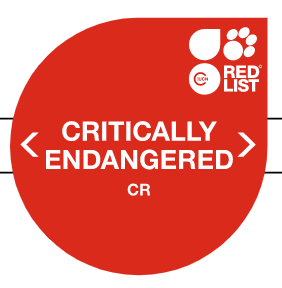 IUCN
RED
LIST
CRITICALLY
ENDANGERED
CR